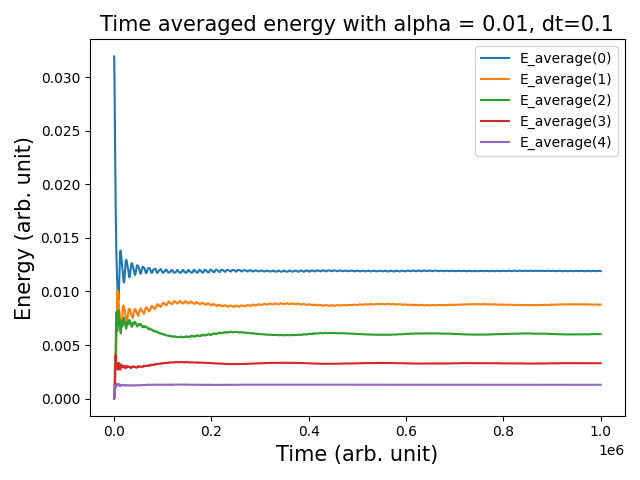 Time averaged energy with alpha = 0.01, dt=0.1
E_average(0)
E_average(1)
E_average(2)
E_average(3)
E_average(4)
Energy (arb. unit)
0.030
0.025
0.020
0.015
0.010
0.005
0.000
0.0 0.2 0.4 0.6 0.8 1.0
1e6
Time (arb. unit)